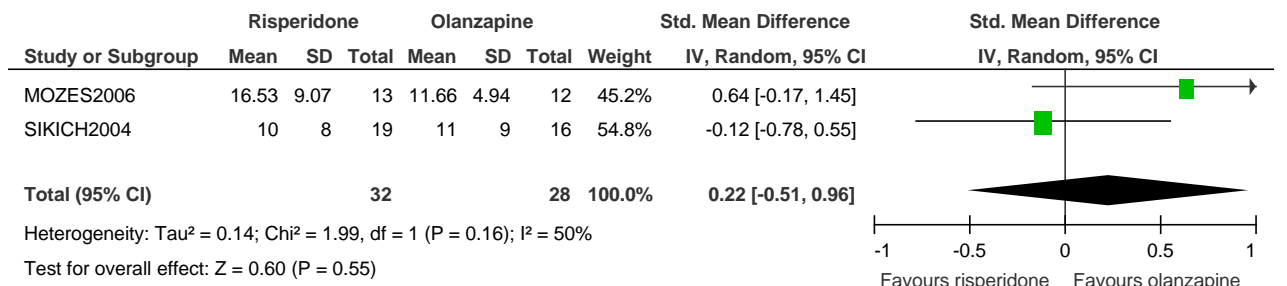 Risperidone Olanzapine Std. Mean Difference Std. Mean Difference
Study or Subgroup Mean SD Total Mean SD Total Weight IV, Random, 95% CI IV, Random, 95% CI
MOZES2006 16.53 9.07 13 11.66 4.94 12 45.2% 0.64 [-0.17, 1.45]
SIKICH2004 10 8 19 11 9 16 54.8% -0.12 [-0.78, 0.55]
Total (95% CI) 32 28 100.0% 0.22 [-0.51, 0.96]
Heterogeneity: Tau² = 0.14; Chi² = 1.99, df = 1 (P = 0.16); I² = 50%
Test for overall effect: Z = 0.60 (P = 0.55)
-1 -0.5 0 0.5 1
Favours risperidone Favours olanzapine